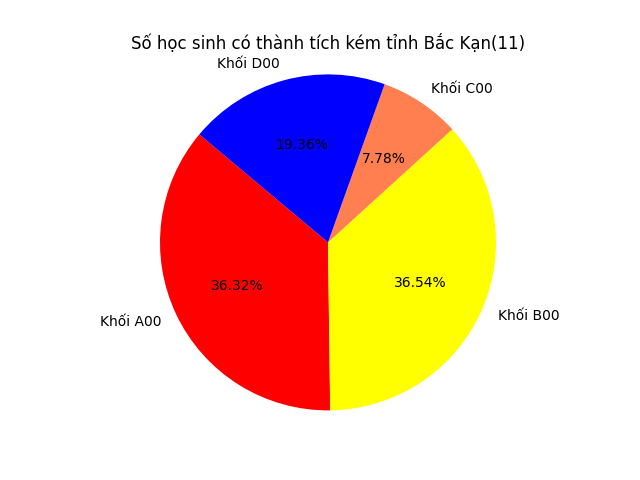 Số học sinh có thành tích kém tỉnh Bắc Kạn(11)
Khối D00
Khối C00
19.36%
7.78%
36.32%
36.54%
Khối A00
Khối B00